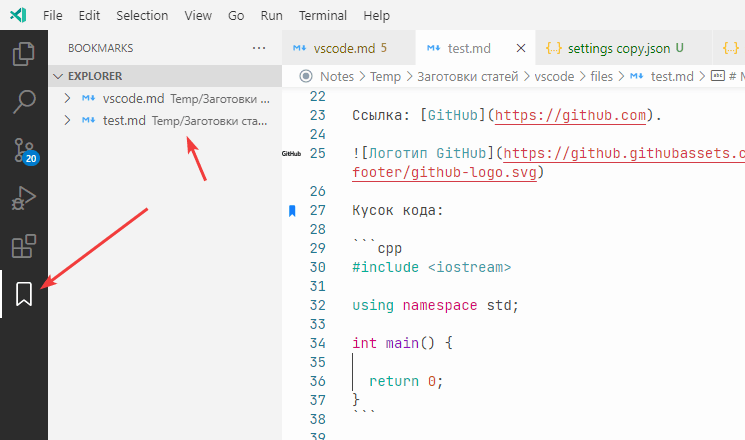 File Edit Selection View Go Run Terminal Help
BOOKMARKS ...
vscode.md 5 test.md settings copy.json U
EXPLORER
Notes > Temp > Заготовки статей > vscode > files > test.md > # M
vscode.md Temp/Заготовки ...
test.md Temp/Заготовки ста...
20
22
23 Ссылка: [GitHub](https://github.com).
24
GitHub 25 ![Логотип GitHub](https://github.githubassets.c
footer/github-logo.svg)
26
27 Кусок кода:
28
29 ```cpp
30 #include <iostream>
31
32 using namespace std;
33
34 int main() {
35
36 return 0;
37 }
38 ```
39